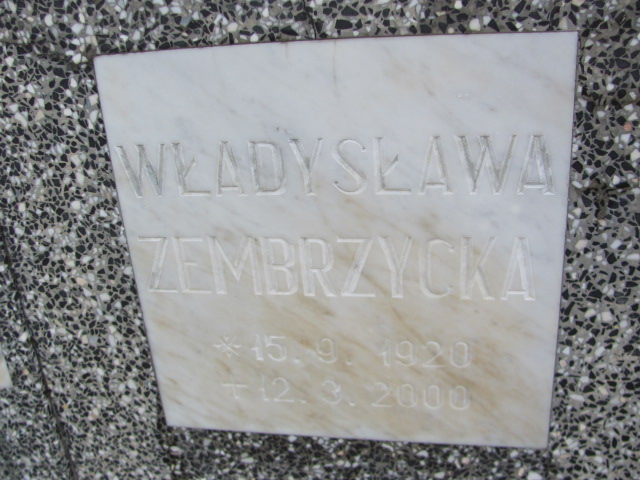 WŁADYSŁAWA
ZEMBRZYCKA
*15.9.1920
+12.3.2000